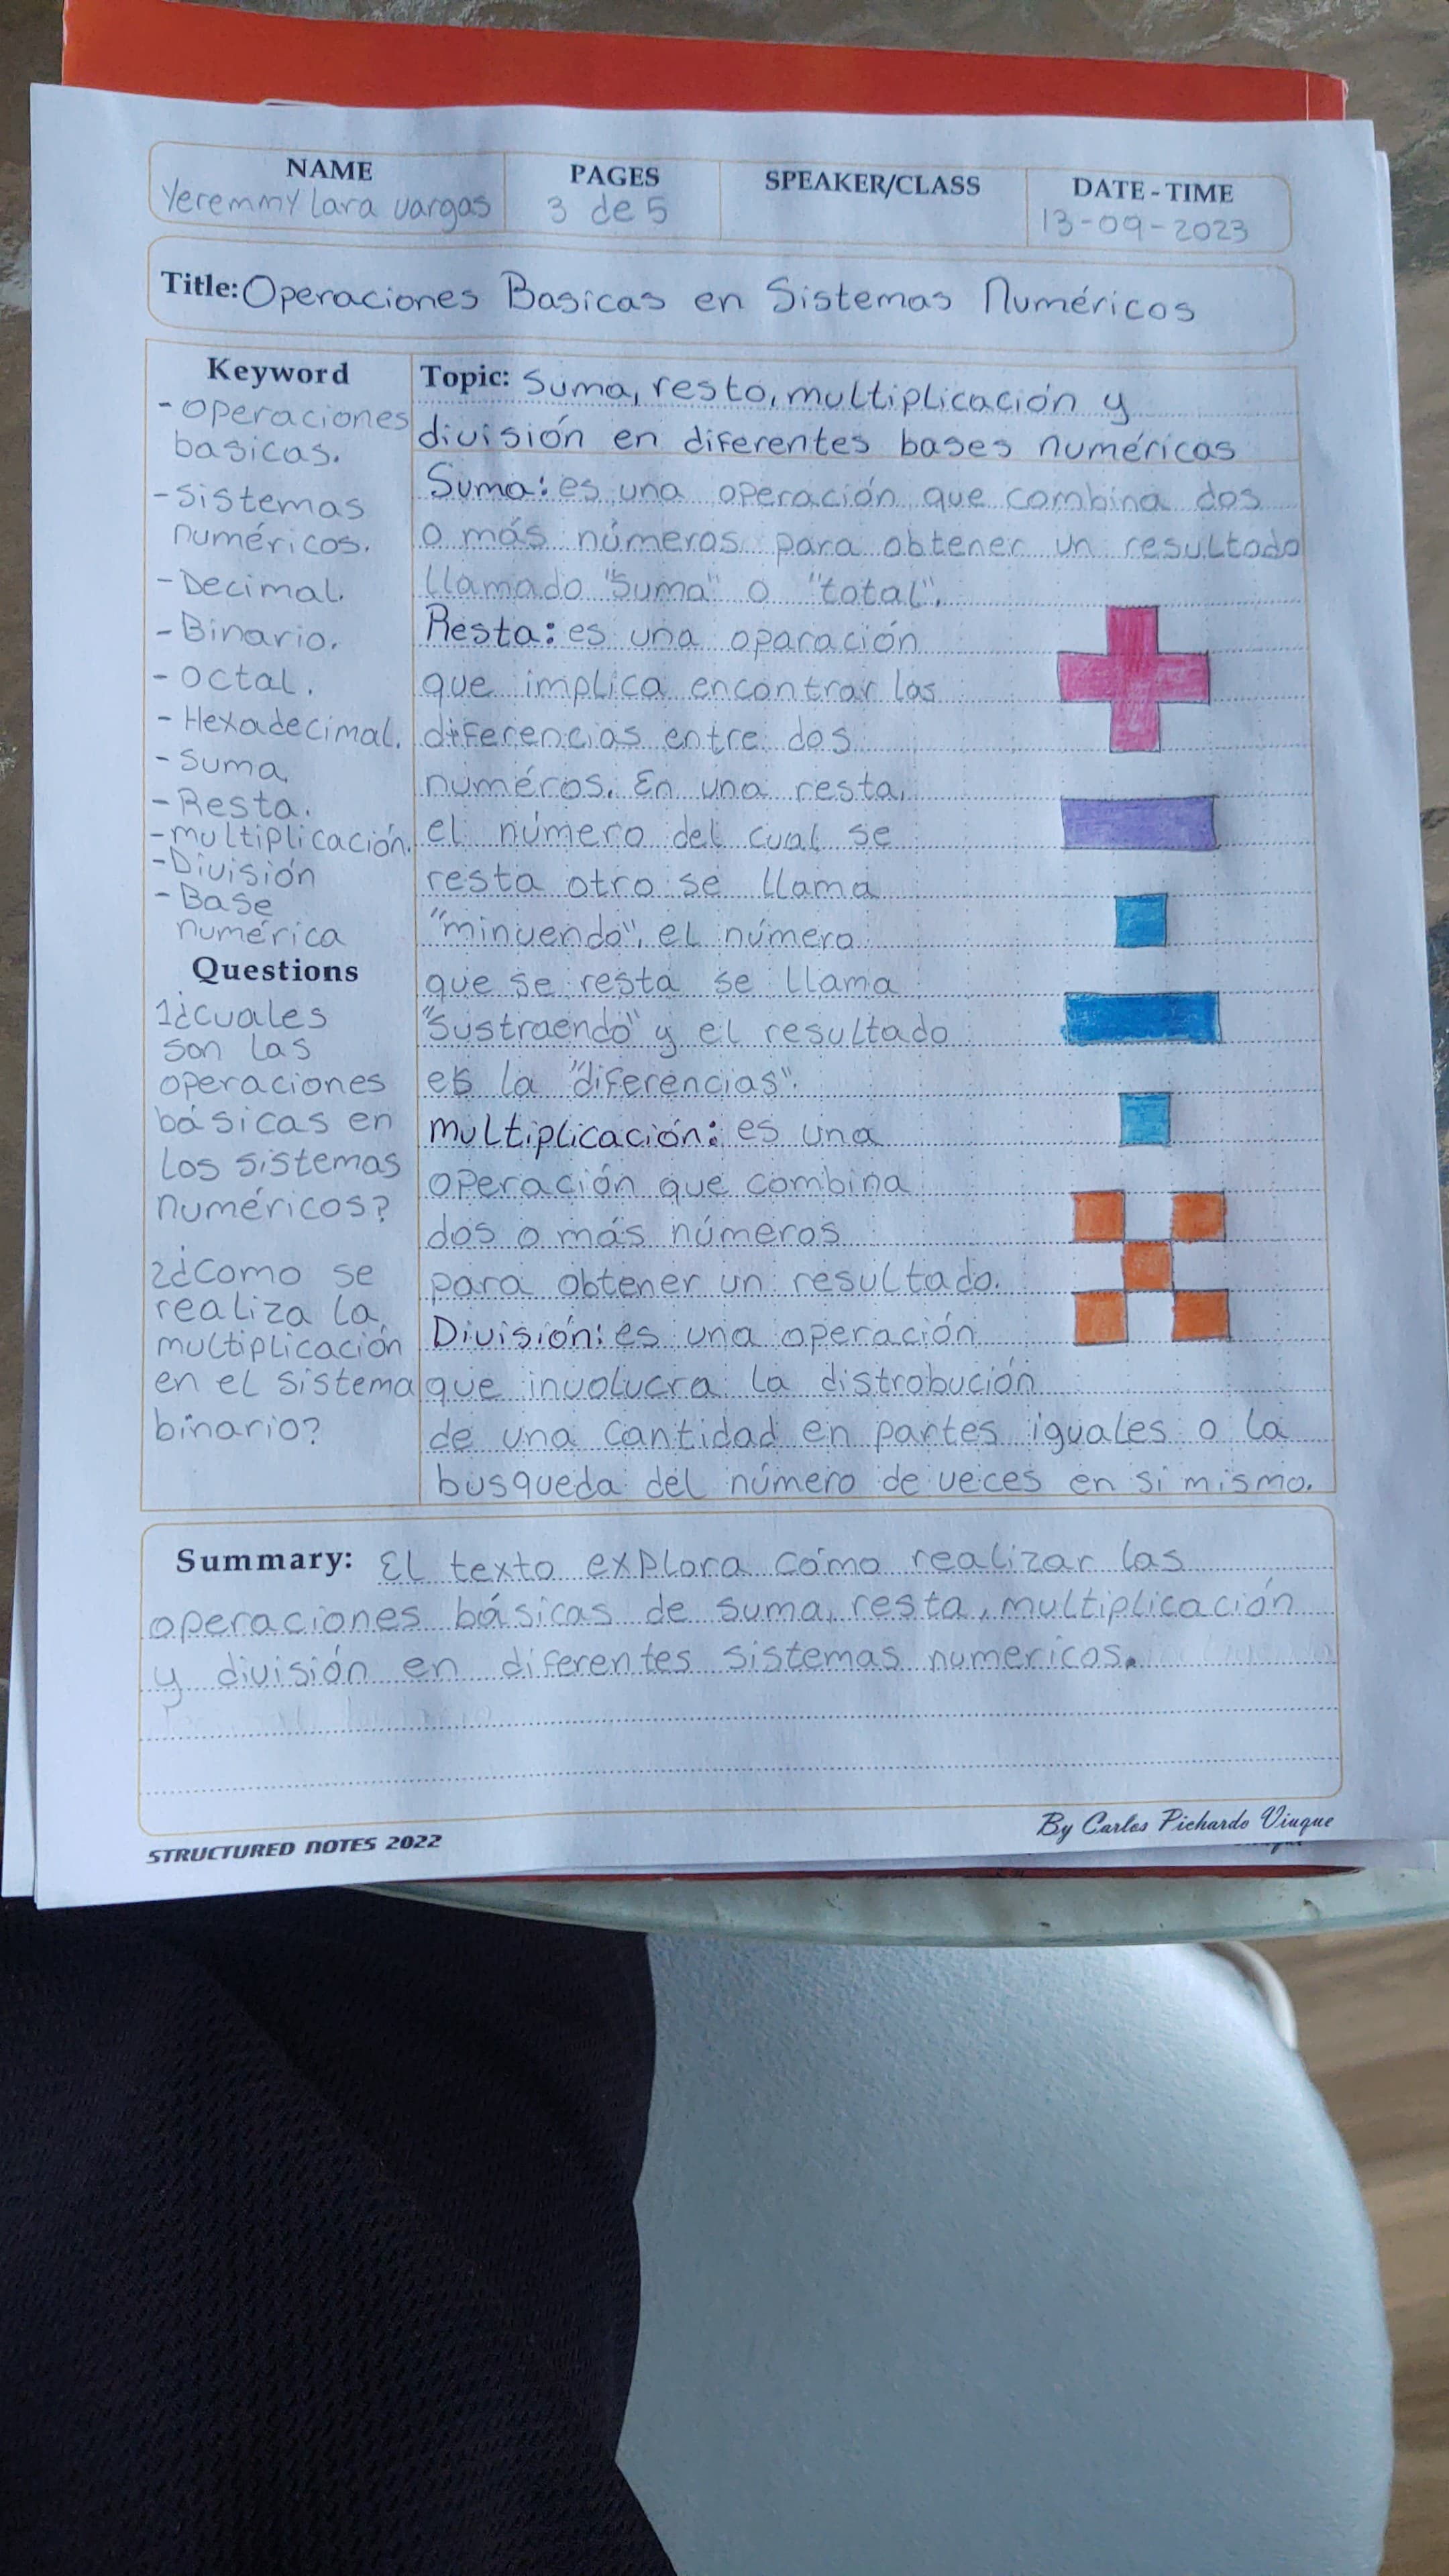 NAME
Yeremmy Lara vargas
PAGES
3 de 5
SPEAKER/CLASS
DATE - TIME
13-09-2023
Title: Operaciones Basicas en Sistemas Numéricos
Keyword
- Operaciones
basicas.
- Sistemas
numéricos.
- Decimal.
- Binario.
- Octal.
- Hexadecimal.
- Suma.
- Resta.
- multiplicación.
- División
- Base
numérica
Questions
1¿cuales
son las
operaciones
básicas en
los sistemas
numéricos?
2¿Como se
realiza la
multiplicación
en el sistema
binario?
Topic: Suma, resto, multiplicación y
división en diferentes bases numéricas
Suma: es una operación que combina dos
o más números para obtener un resultado
llamado "suma" o "total".
Resta: es una oparación
que implica encontrar las
diferencias entre dos
numéros. En una resta,
el número del cual se
resta otro se llama
"minuendo", el número
que se resta se llama
"sustraendo" y el resultado
es la "diferencias".
multiplicación: es una
operación que combina
dos o más números
para obtener un resultado.
División: es una operación
que involucra la distrobución
de una cantidad en partes iguales o la
busqueda del número de veces en si mismo.
Summary: El texto explora cómo realizar las
operaciones básicas de suma, resta, multiplicación
y división en diferentes sistemas numericos.
STRUCTURED NOTES 2022
By Carlos Pichardo Viuque